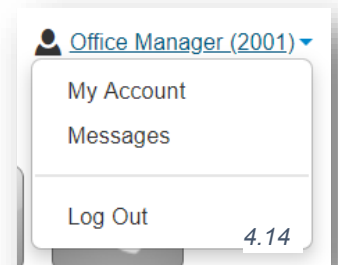 Office Manager (2001)
My Account
Messages
Log Out
4.14